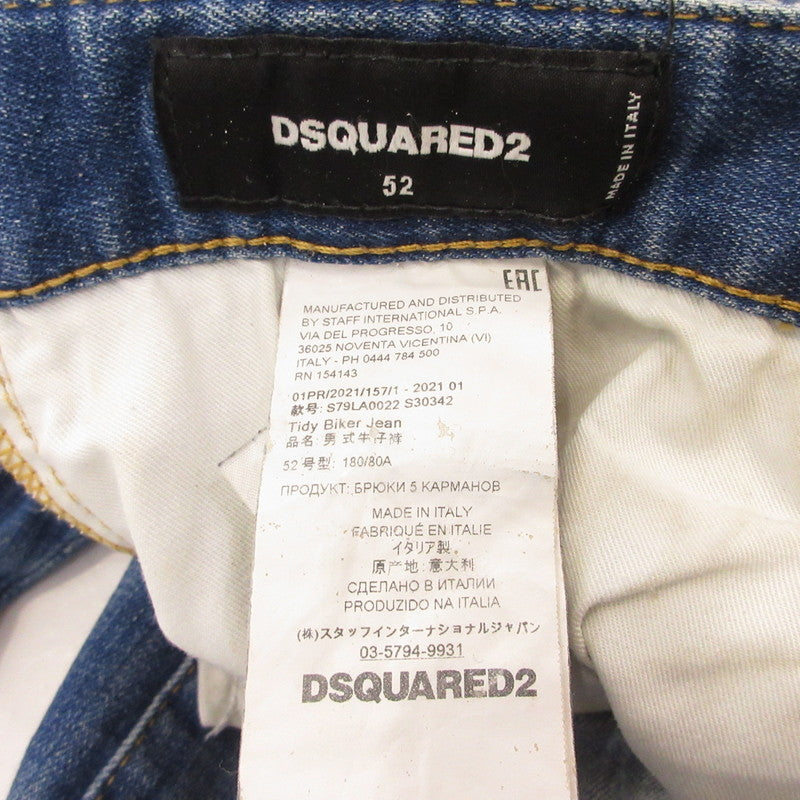 DSQUARED2
52
MADE IN ITALY
EAC
MANUFACTURED AND DISTRIBUTED
BY STAFF INTERNATIONAL S.P.A.
VIA DEL PROGRESSO, 10
36025 NOVENTA VICENTINA (VI)
ITALY - PH 0444 784 500
RN 154143
01PR/2021/157/1 - 2021 01
款号: S79LA0022 S30342
Tidy Biker Jean
品名: 男式牛仔裤
52 号型: 180/80A
ПРОДУКТ: БРЮКИ 5 КАРМАНОВ
MADE IN ITALY
FABRIQUÉ EN ITALIE
イタリア製。
原产地: 意大利
СДЕЛАНО В ИТАЛИИ
PRODUZIDO NA ITALIA
(株)スタッフインターナショナルジャパン
03-5794-9931
DSQUARED2